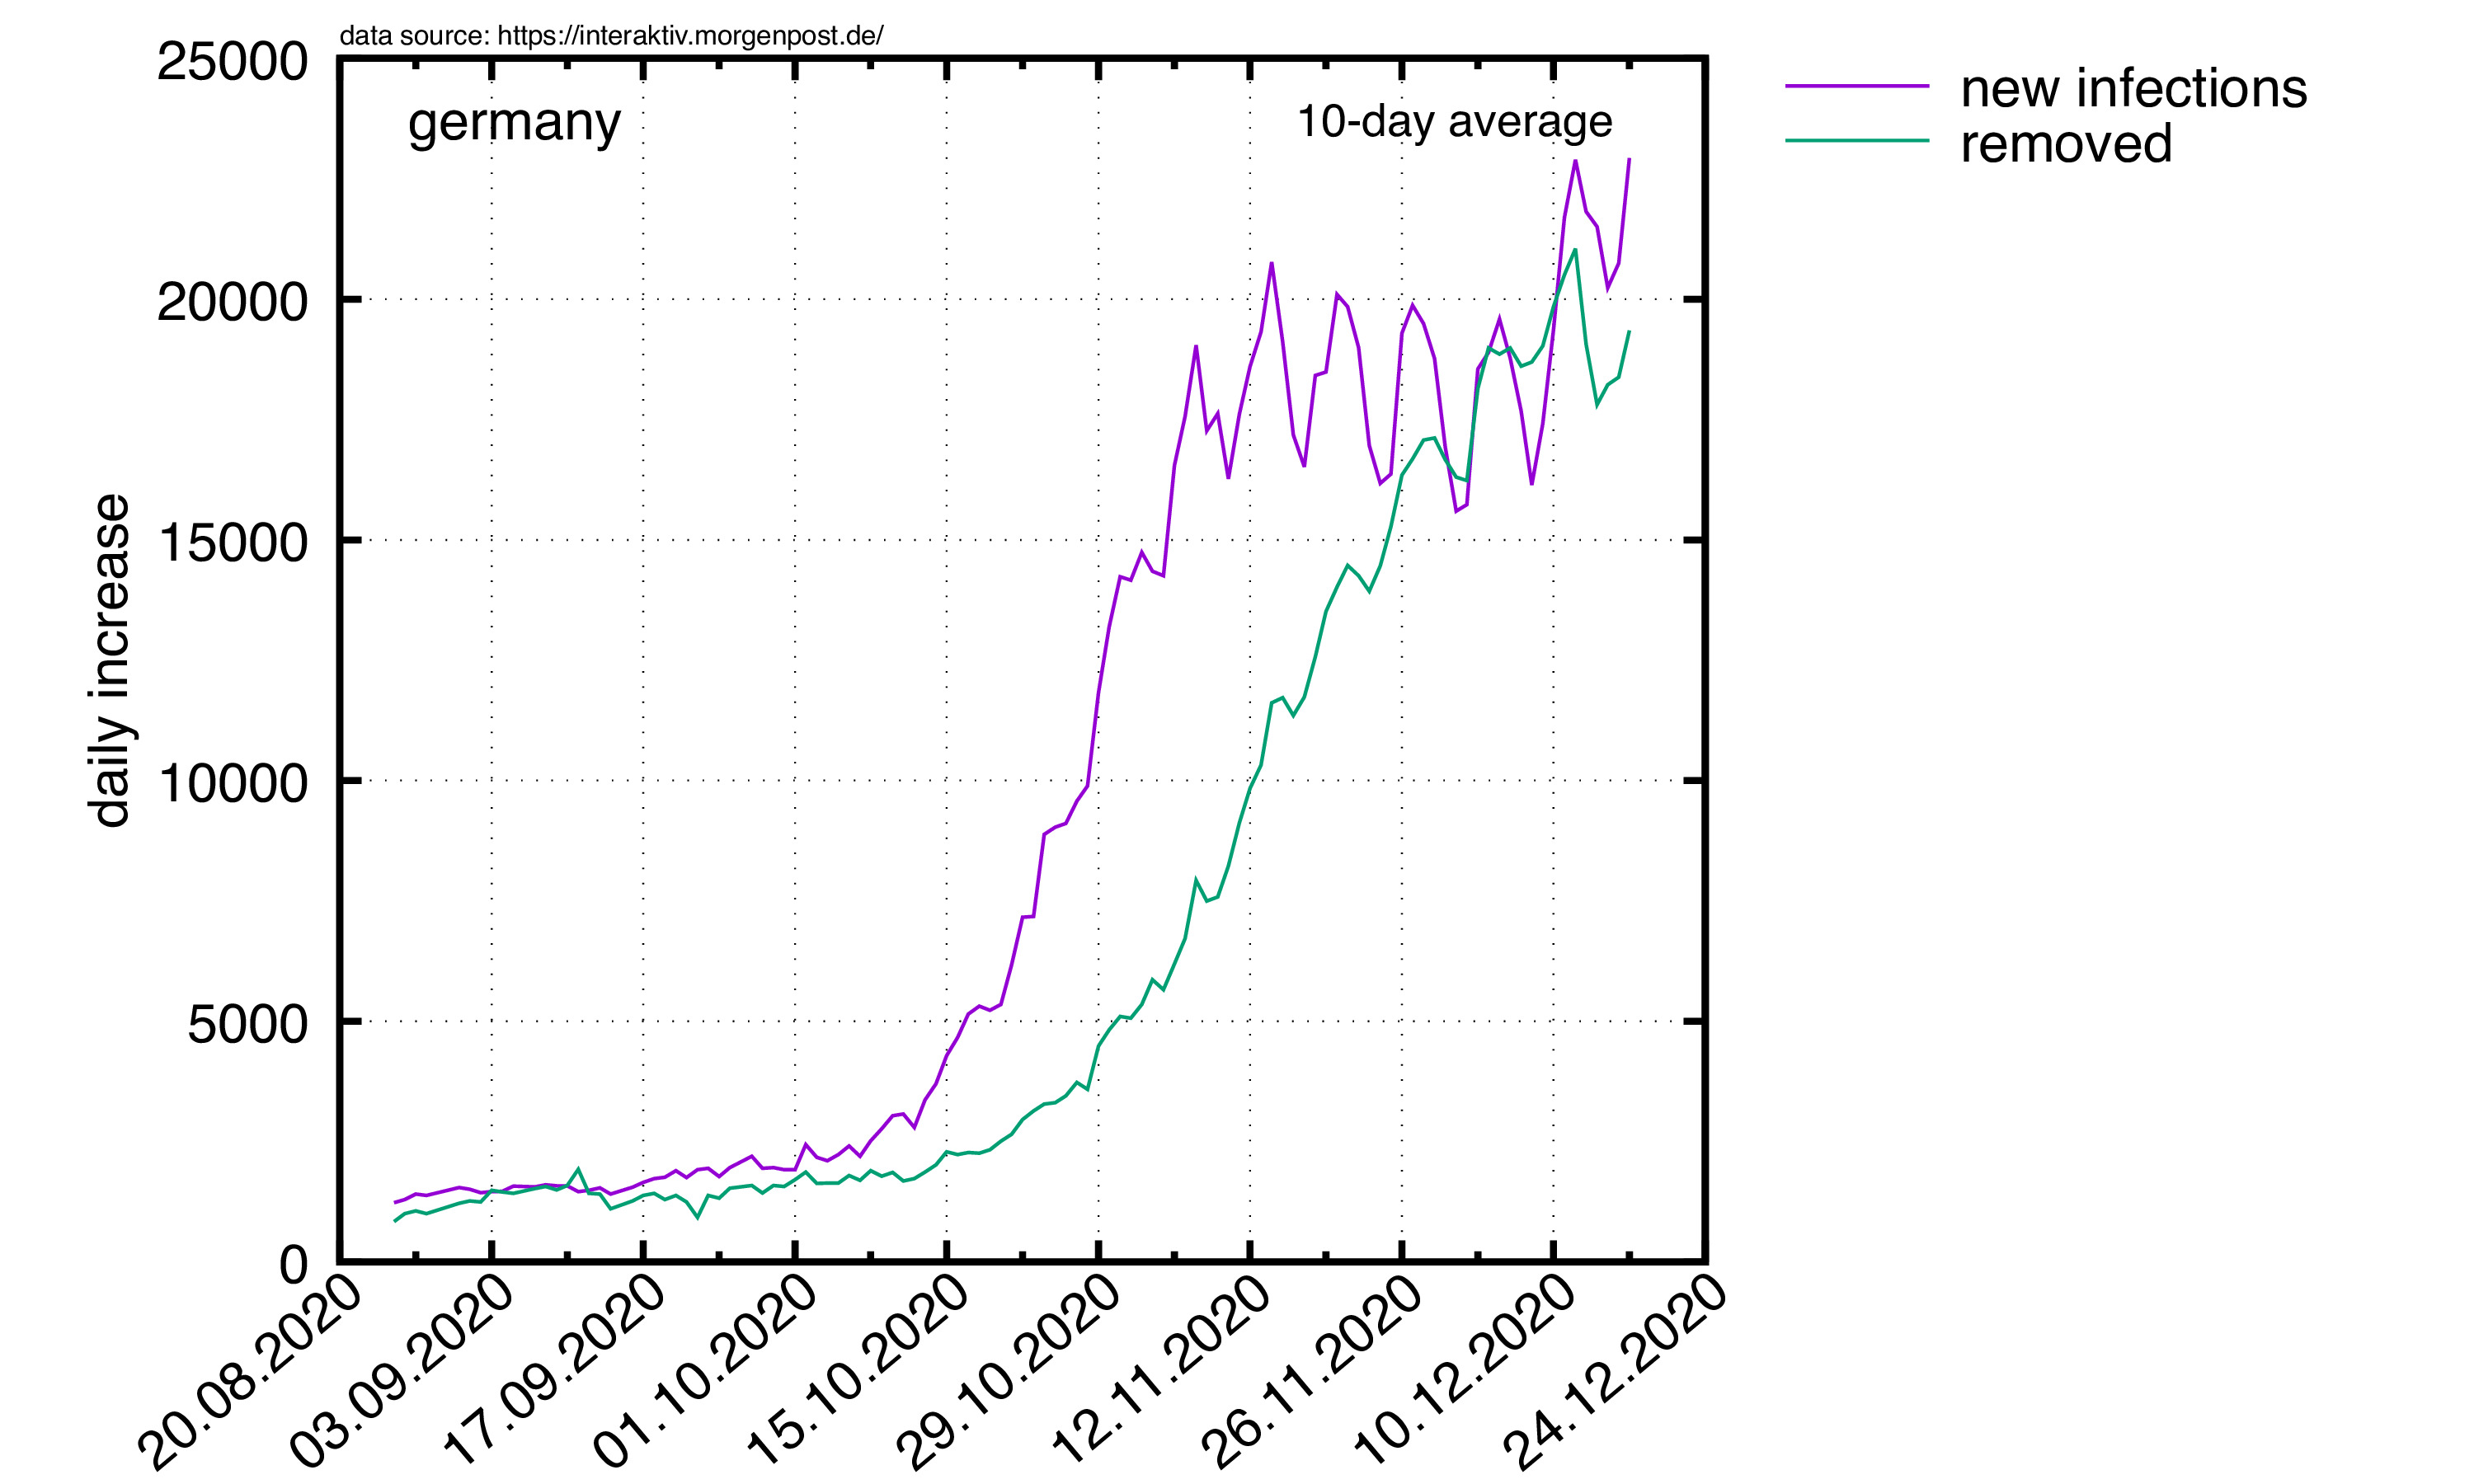 data source: https://interaktiv.morgenpost.de/
germany
10-day average
new infections
removed
daily increase
25000
20000
15000
10000
5000
0
20.08.2020
03.09.2020
17.09.2020
01.10.2020
15.10.2020
29.10.2020
12.11.2020
26.11.2020
10.12.2020
24.12.2020